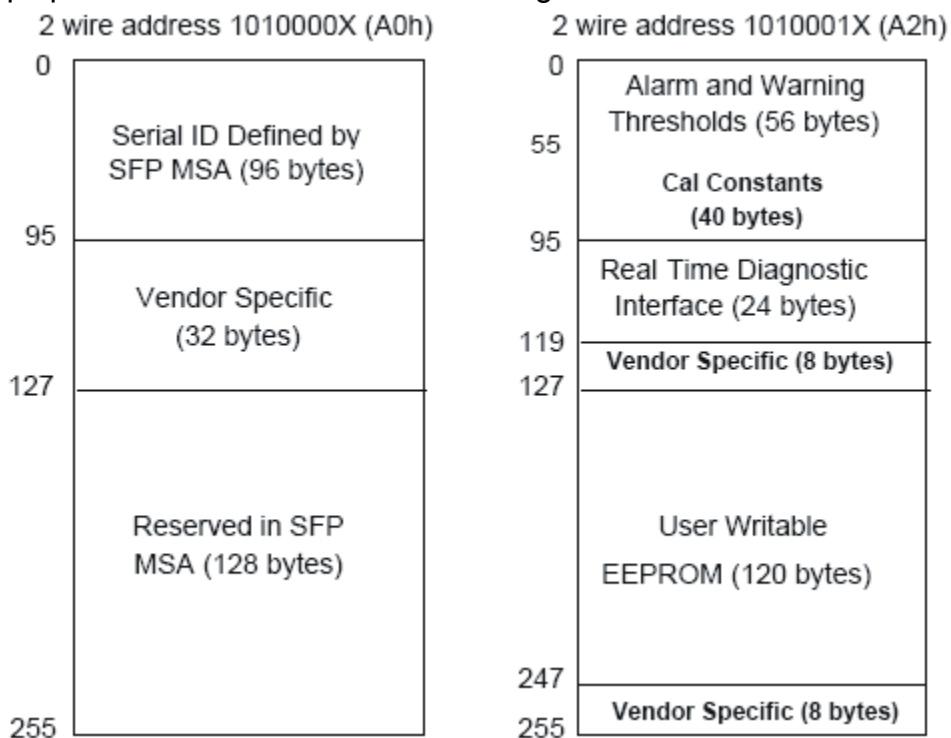 2 wire address 1010000X (A0h)
0
Serial ID Defined by
SFP MSA (96 bytes)
95
Vendor Specific
(32 bytes)
127
Reserved in SFP
MSA (128 bytes)
255
2 wire address 1010001X (A2h)
0
Alarm and Warning
Thresholds (56 bytes)
55
Cal Constants
(40 bytes)
95
Real Time Diagnostic
Interface (24 bytes)
119
Vendor Specific (8 bytes)
127
User Writable
EEPROM (120 bytes)
247
Vendor Specific (8 bytes)
255